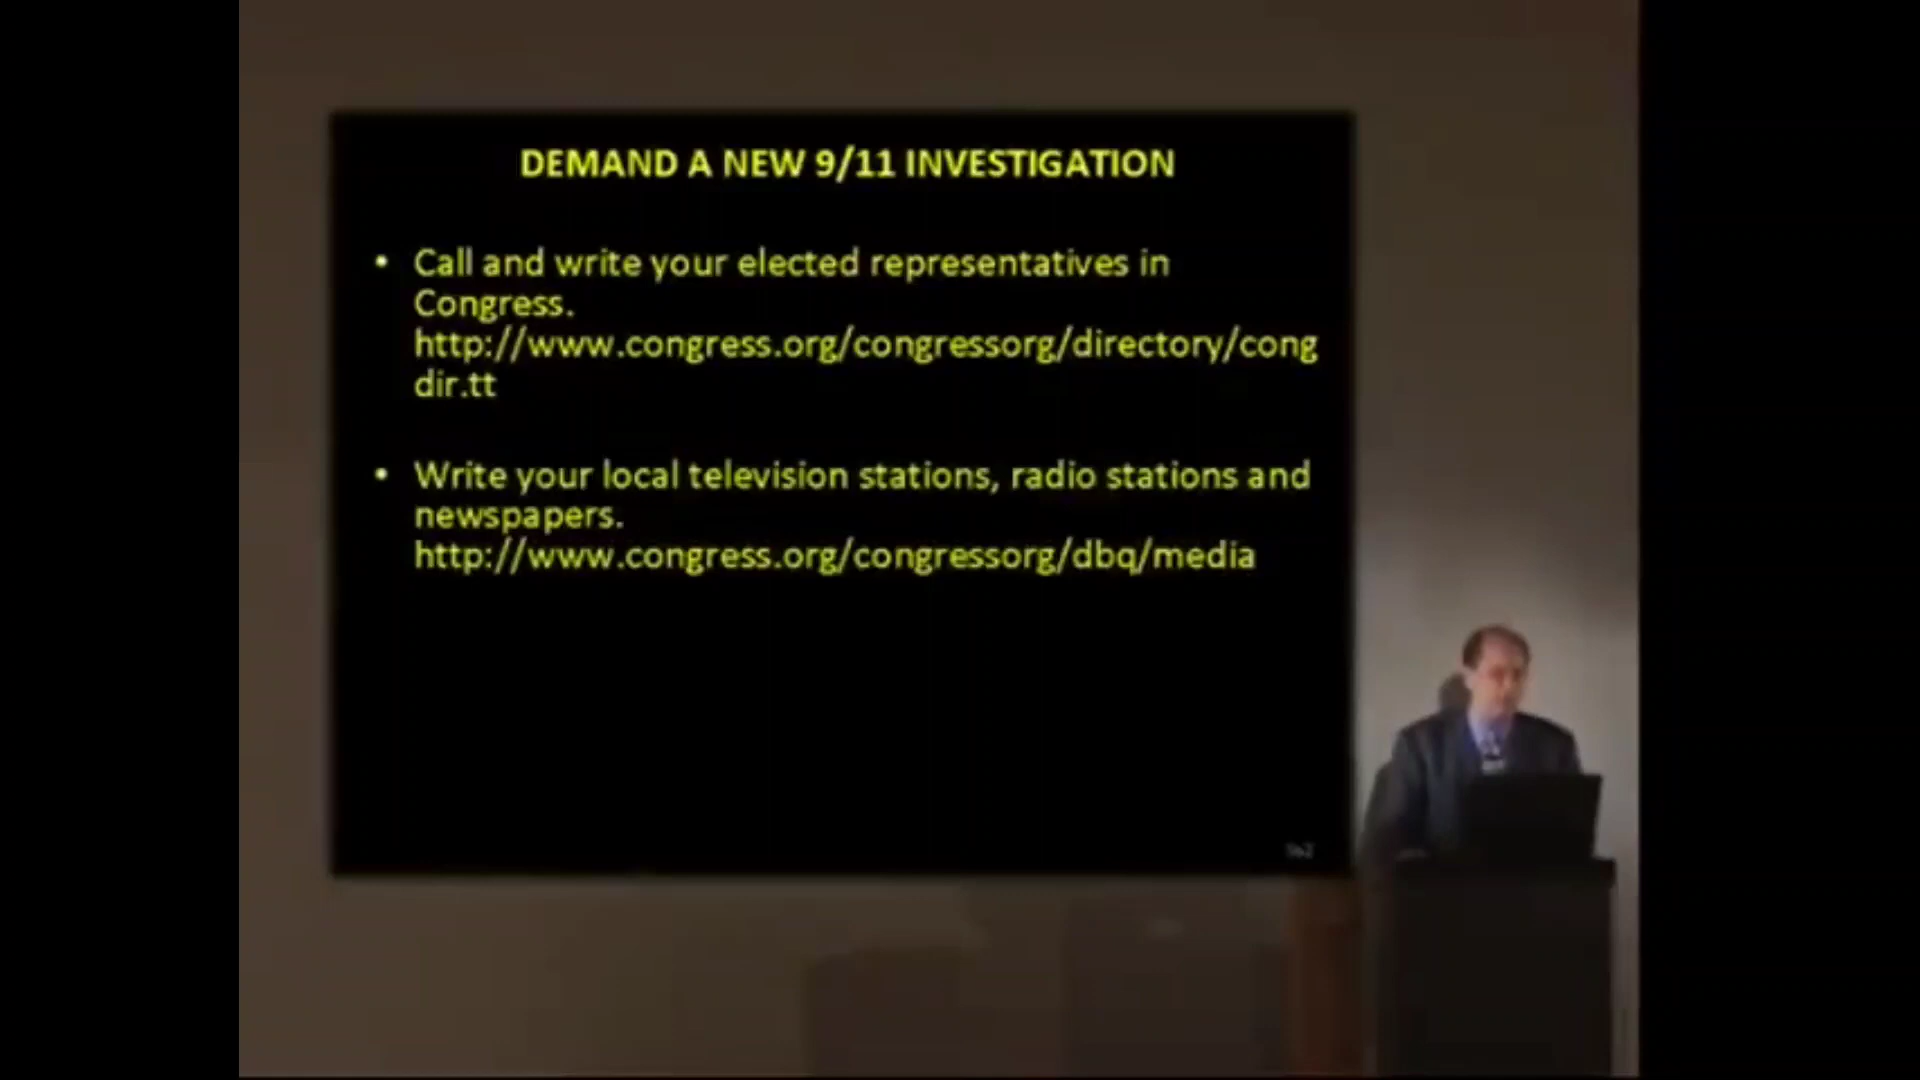 DEMAND A NEW 9/11 INVESTIGATION
• Call and write your elected representatives in
Congress.
http://www.congress.org/congressorg/directory/cong
dir.tt
• Write your local television stations, radio stations and
newspapers.
http://www.congress.org/congressorg/dbq/media